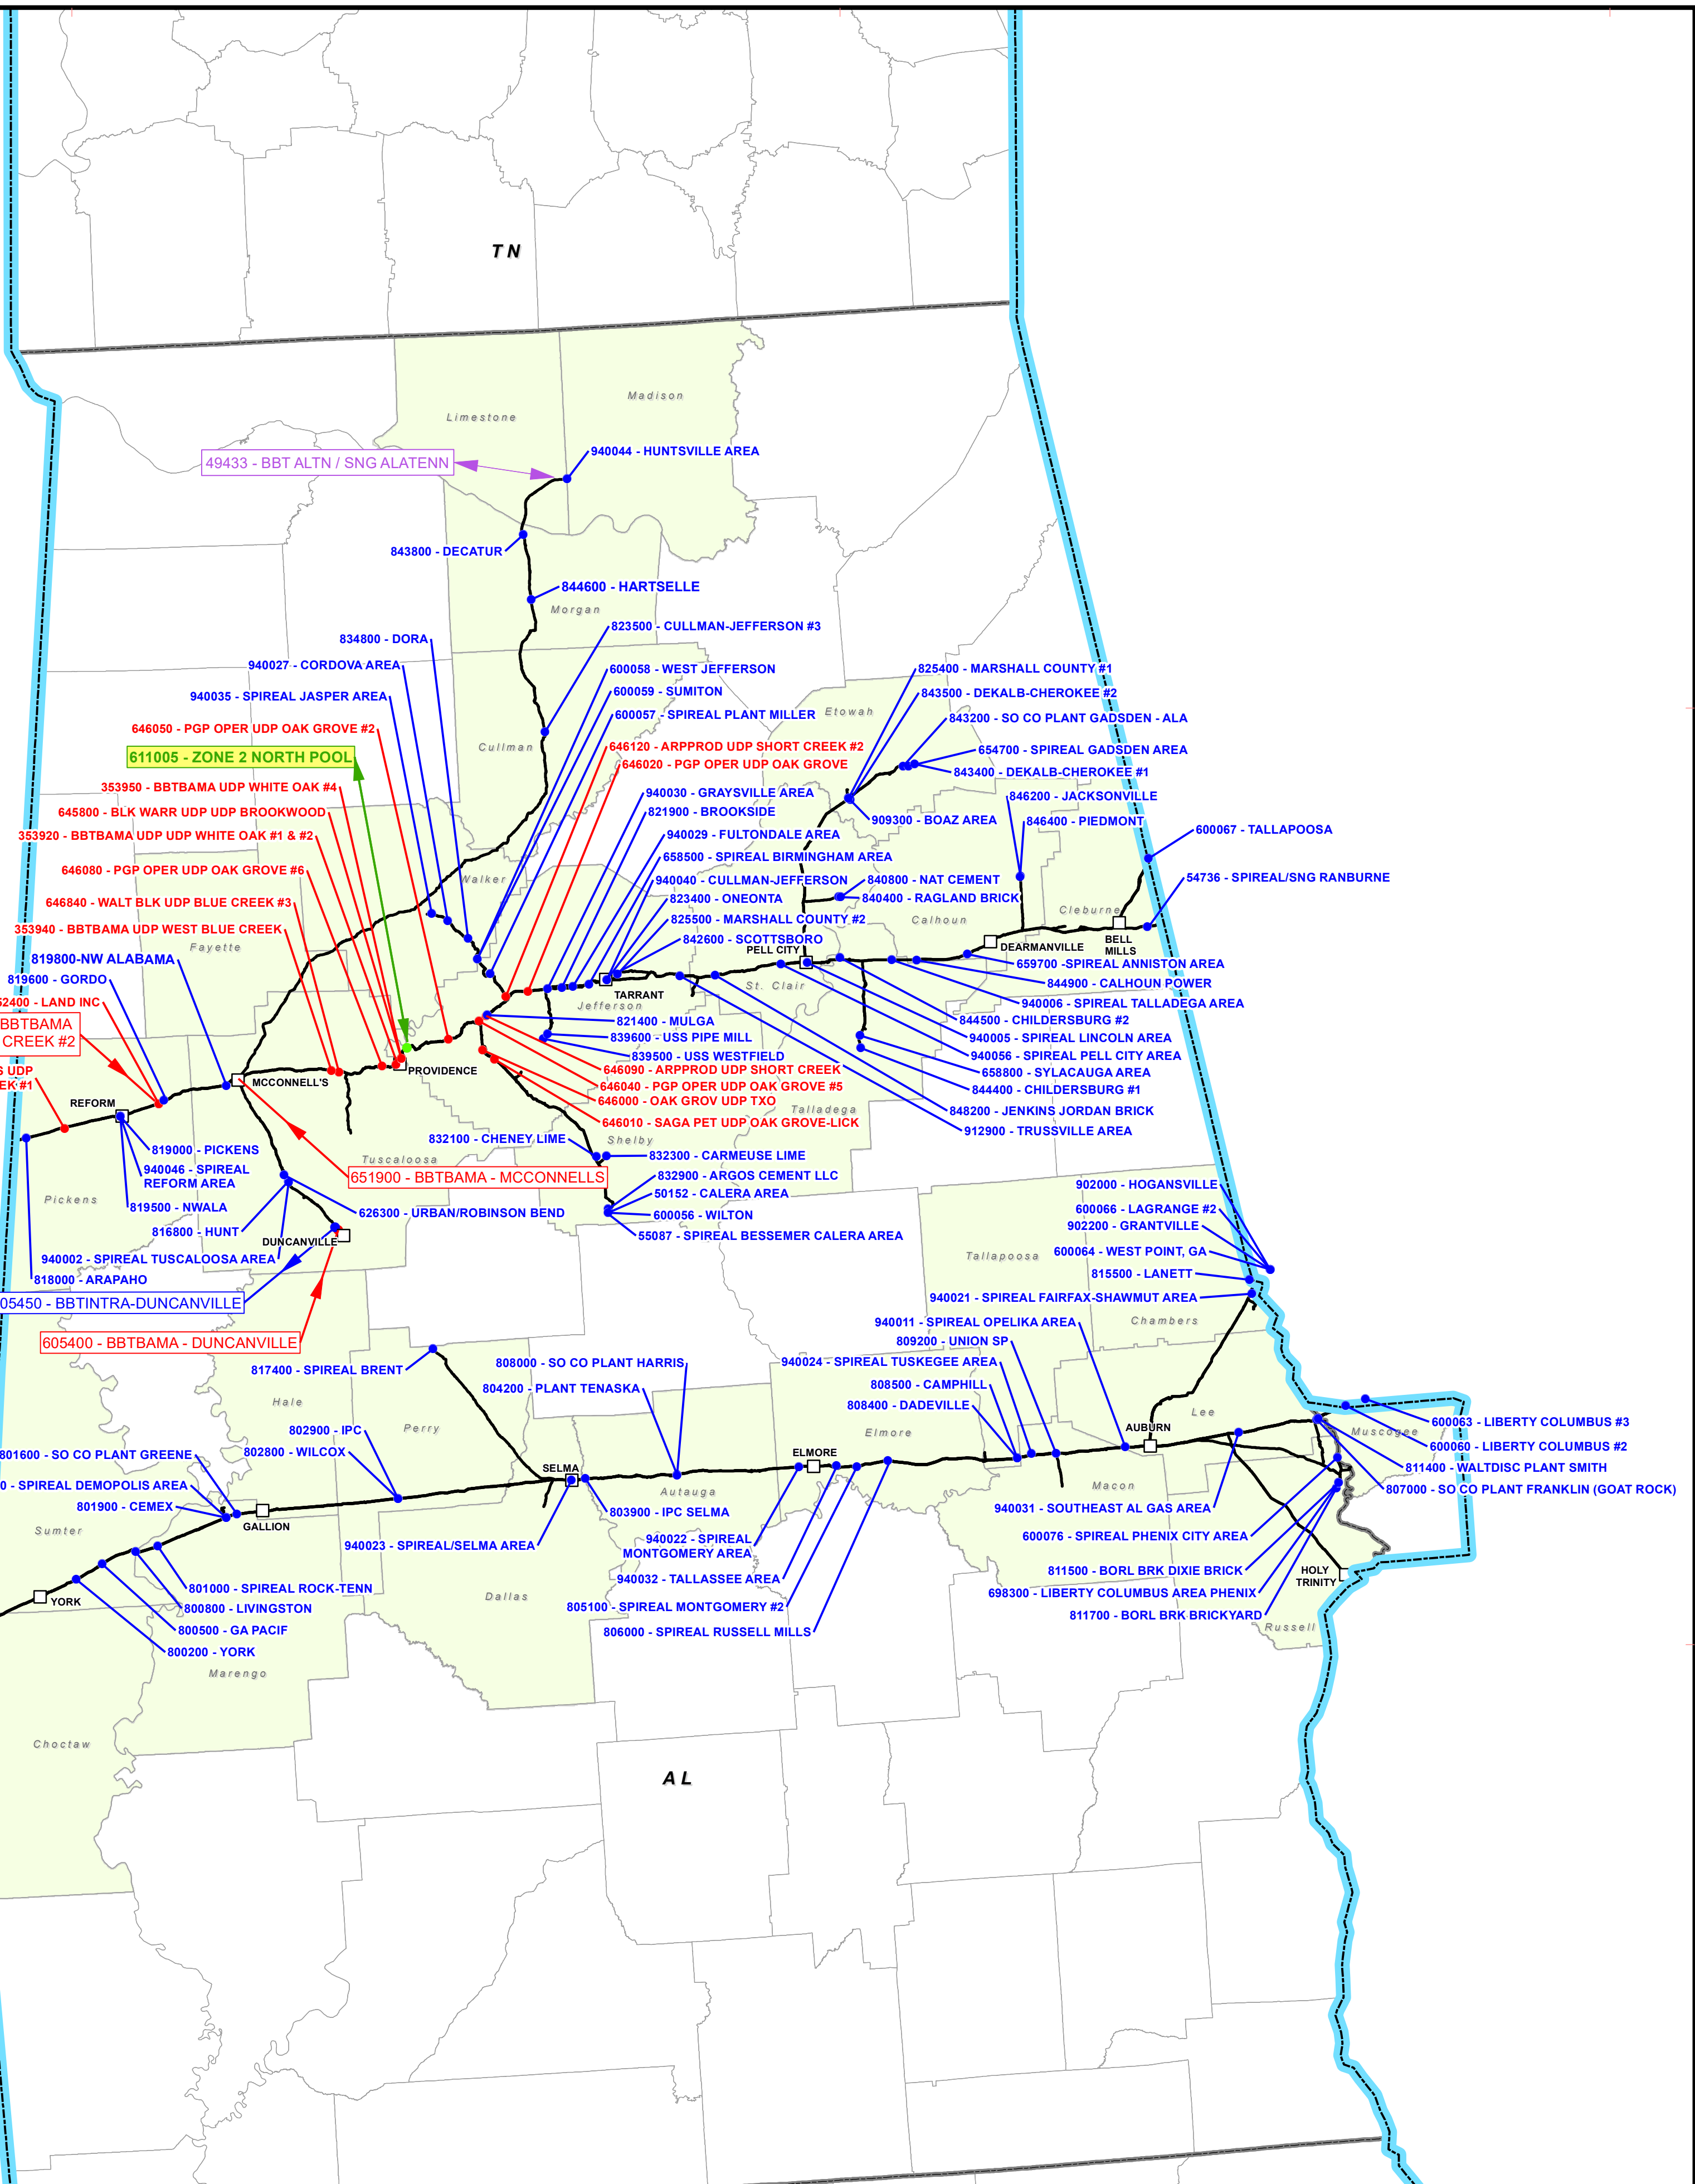 TN
Madison
Limestone
940044 - HUNTSVILLE AREA
49433 - BBT ALTN / SNG ALATENN
843800 - DECATUR
844600 - HARTSELLE
Morgan
823500 - CULLMAN-JEFFERSON #3
834800 - DORA
940027 - CORDOVA AREA
600058 - WEST JEFFERSON
825400 - MARSHALL COUNTY #1
940035 - SPIREAL JASPER AREA
600059 - SUMITON
843500 - DEKALB-CHEROKEE #2
600057 - SPIREAL PLANT MILLER
Etowah
843200 - SO CO PLANT GADSDEN - ALA
646050 - PGP OPER UDP OAK GROVE #2
Cullman
646120 - ARPPROD UDP SHORT CREEK #2
654700 - SPIREAL GADSDEN AREA
611005 - ZONE 2 NORTH POOL
646020 - PGP OPER UDP OAK GROVE
843400 - DEKALB-CHEROKEE #1
353950 - BBTBAMA UDP WHITE OAK #4
940030 - GRAYSVILLE AREA
846200 - JACKSONVILLE
645800 - BLK WARR UDP UDP BROOKWOOD
821900 - BROOKSIDE
909300 - BOAZ AREA
846400 - PIEDMONT
353920 - BBTBAMA UDP UDP WHITE OAK #1 & #2
940029 - FULTONDALE AREA
600067 - TALLAPOOSA
658500 - SPIREAL BIRMINGHAM AREA
646080 - PGP OPER UDP OAK GROVE #6
Walker
940040 - CULLMAN-JEFFERSON
840800 - NAT CEMENT
54736 - SPIREAL/SNG RANBURNE
646840 - WALT BLK UDP BLUE CREEK #3
823400 - ONEONTA
840400 - RAGLAND BRICK
Cleburne
353940 - BBTBAMA UDP WEST BLUE CREEK
825500 - MARSHALL COUNTY #2
Calhoun
Fayette
842600 - SCOTTSBORO
PELL CITY
DEARMANVILLE
BELL
MILLS
819800-NW ALABAMA
659700 -SPIREAL ANNISTON AREA
819600 - GORDO
TARRANT
St. Clair
844900 - CALHOUN POWER
62400 - LAND INC
Jefferson
940006 - SPIREAL TALLADEGA AREA
BBTBAMA
CREEK #2
821400 - MULGA
844500 - CHILDERSBURG #2
839600 - USS PIPE MILL
940005 - SPIREAL LINCOLN AREA
839500 - USS WESTFIELD
940056 - SPIREAL PELL CITY AREA
S UDP
EK #1
PROVIDENCE
646090 - ARPPROD UDP SHORT CREEK
658800 - SYLACAUGA AREA
MCCONNELL'S
646040 - PGP OPER UDP OAK GROVE #5
844400 - CHILDERSBURG #1
REFORM
646000 - OAK GROV UDP TXO
Talladega
848200 - JENKINS JORDAN BRICK
646010 - SAGA PET UDP OAK GROVE-LICK
912900 - TRUSSVILLE AREA
819000 - PICKENS
832100 - CHENEY LIME
Shelby
940046 - SPIREAL
REFORM AREA
Tuscaloosa
832300 - CARMEUSE LIME
651900 - BBTBAMA - MCCONNELLS
832900 - ARGOS CEMENT LLC
902000 - HOGANSVILLE
Pickens
819500 - NWALA
50152 - CALERA AREA
600066 - LAGRANGE #2
626300 - URBAN/ROBINSON BEND
600056 - WILTON
902200 - GRANTVILLE
816800 - HUNT
55087 - SPIREAL BESSEMER CALERA AREA
DUNCANVILLE
600064 - WEST POINT, GA
940002 - SPIREAL TUSCALOOSA AREA
Tallapoosa
815500 - LANETT
818000 - ARAPAHO
940021 - SPIREAL FAIRFAX-SHAWMUT AREA
05450 - BBTINTRA-DUNCANVILLE
Chambers
940011 - SPIREAL OPELIKA AREA
605400 - BBTBAMA - DUNCANVILLE
809200 - UNION SP
817400 - SPIREAL BRENT
808000 - SO CO PLANT HARRIS
940024 - SPIREAL TUSKEGEE AREA
804200 - PLANT TENASKA
808500 - CAMPHILL
Hale
808400 - DADEVILLE
Lee
600063 - LIBERTY COLUMBUS #3
802900 - IPC
Perry
AUBURN
Elmore
Muscogee
801600 - SO CO PLANT GREENE
802800 - WILCOX
ELMORE
600060 - LIBERTY COLUMBUS #2
SELMA
811400 - WALTDISC PLANT SMITH
0 - SPIREAL DEMOPOLIS AREA
Autauga
Macon
807000 - SO CO PLANT FRANKLIN (GOAT ROCK)
801900 - CEMEX
803900 - IPC SELMA
940031 - SOUTHEAST AL GAS AREA
GALLION
Sumter
940023 - SPIREAL/SELMA AREA
940022 - SPIREAL
MONTGOMERY AREA
600076 - SPIREAL PHENIX CITY AREA
940032 - TALLASSEE AREA
811500 - BORL BRK DIXIE BRICK
HOLY
TRINITY
801000 - SPIREAL ROCK-TENN
Dallas
698300 - LIBERTY COLUMBUS AREA PHENIX
YORK
800800 - LIVINGSTON
805100 - SPIREAL MONTGOMERY #2
811700 - BORL BRK BRICKYARD
800500 - GA PACIF
806000 - SPIREAL RUSSELL MILLS
Russell
800200 - YORK
Marengo
Choctaw
AL